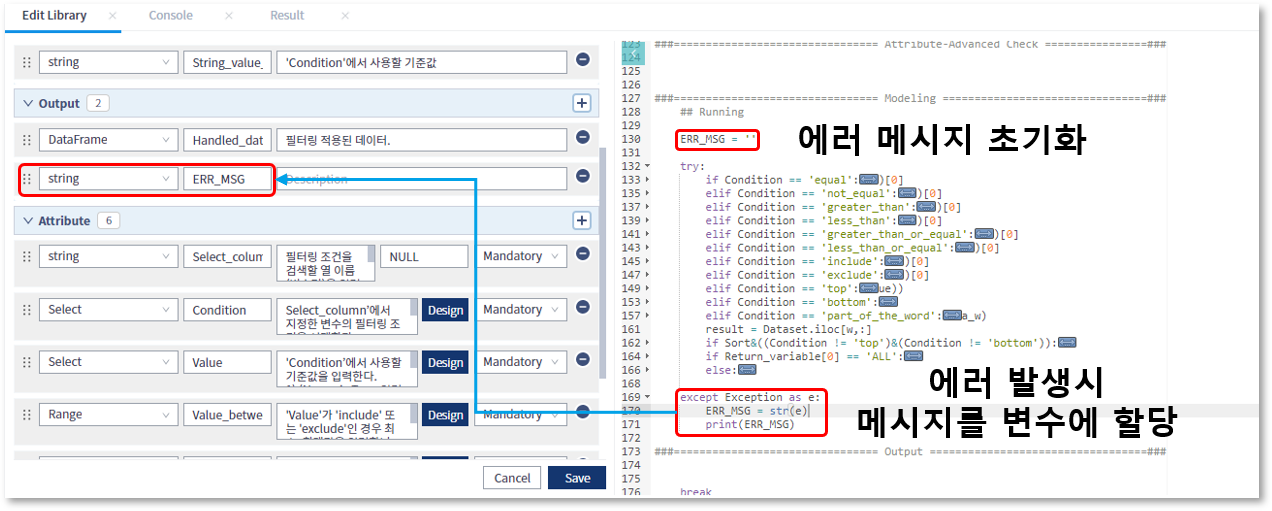 Edit Library
Console
Result
string String_value_ 'Condition'에서 사용할 기준값
Output 2
DataFrame Handled_dat 필터링 적용된 데이터.
string ERR_MSG Description
Attribute 6
string Select_colum 필터링 조건을 NULL Mandatory
검색할 열 이름
Select Condition Select_column'에서 Design Mandatory
지정한 변수의 필터링 조
Select Value 'Condition'에서 사용할 Design Mandatory
기준값을 입력한다.
Range Value_betwe 'Value'가 'include' 또 Design Mandatory
는 'exclude'인 경우 최
Cancel Save
123 ###================================ Attribute-Advanced Check ================###
124
125
126
127 ###================================ Modeling ================================###
128 ## Running
129
130 ERR_MSG = ''
131
132 try:
133 if Condition == 'equal':)[0]
135 elif Condition == 'not_equal':)[0]
137 elif Condition == 'greater_than':)[0]
139 elif Condition == 'less_than':)[0]
141 elif Condition == 'greater_than_or_equal':)[0]
143 elif Condition == 'less_than_or_equal':)[0]
145 elif Condition == 'include':)[0]
147 elif Condition == 'exclude':)[0]
149 elif Condition == 'top':ue))
153 elif Condition == 'bottom':
157 elif Condition == 'part_of_the_word':a_w)
161 result = Dataset.iloc[w,:]
162 if Sort&((Condition != 'top')&(Condition != 'bottom')):
164 if Return_variable[0] == 'ALL':
166 else:
168
169 except Exception as e:
170 ERR_MSG = str(e)
171 print(ERR_MSG)
172
173 ###================================ Output ==================================###
174
175
176 break
에러 메시지 초기화
에러 발생시
메시지를 변수에 할당